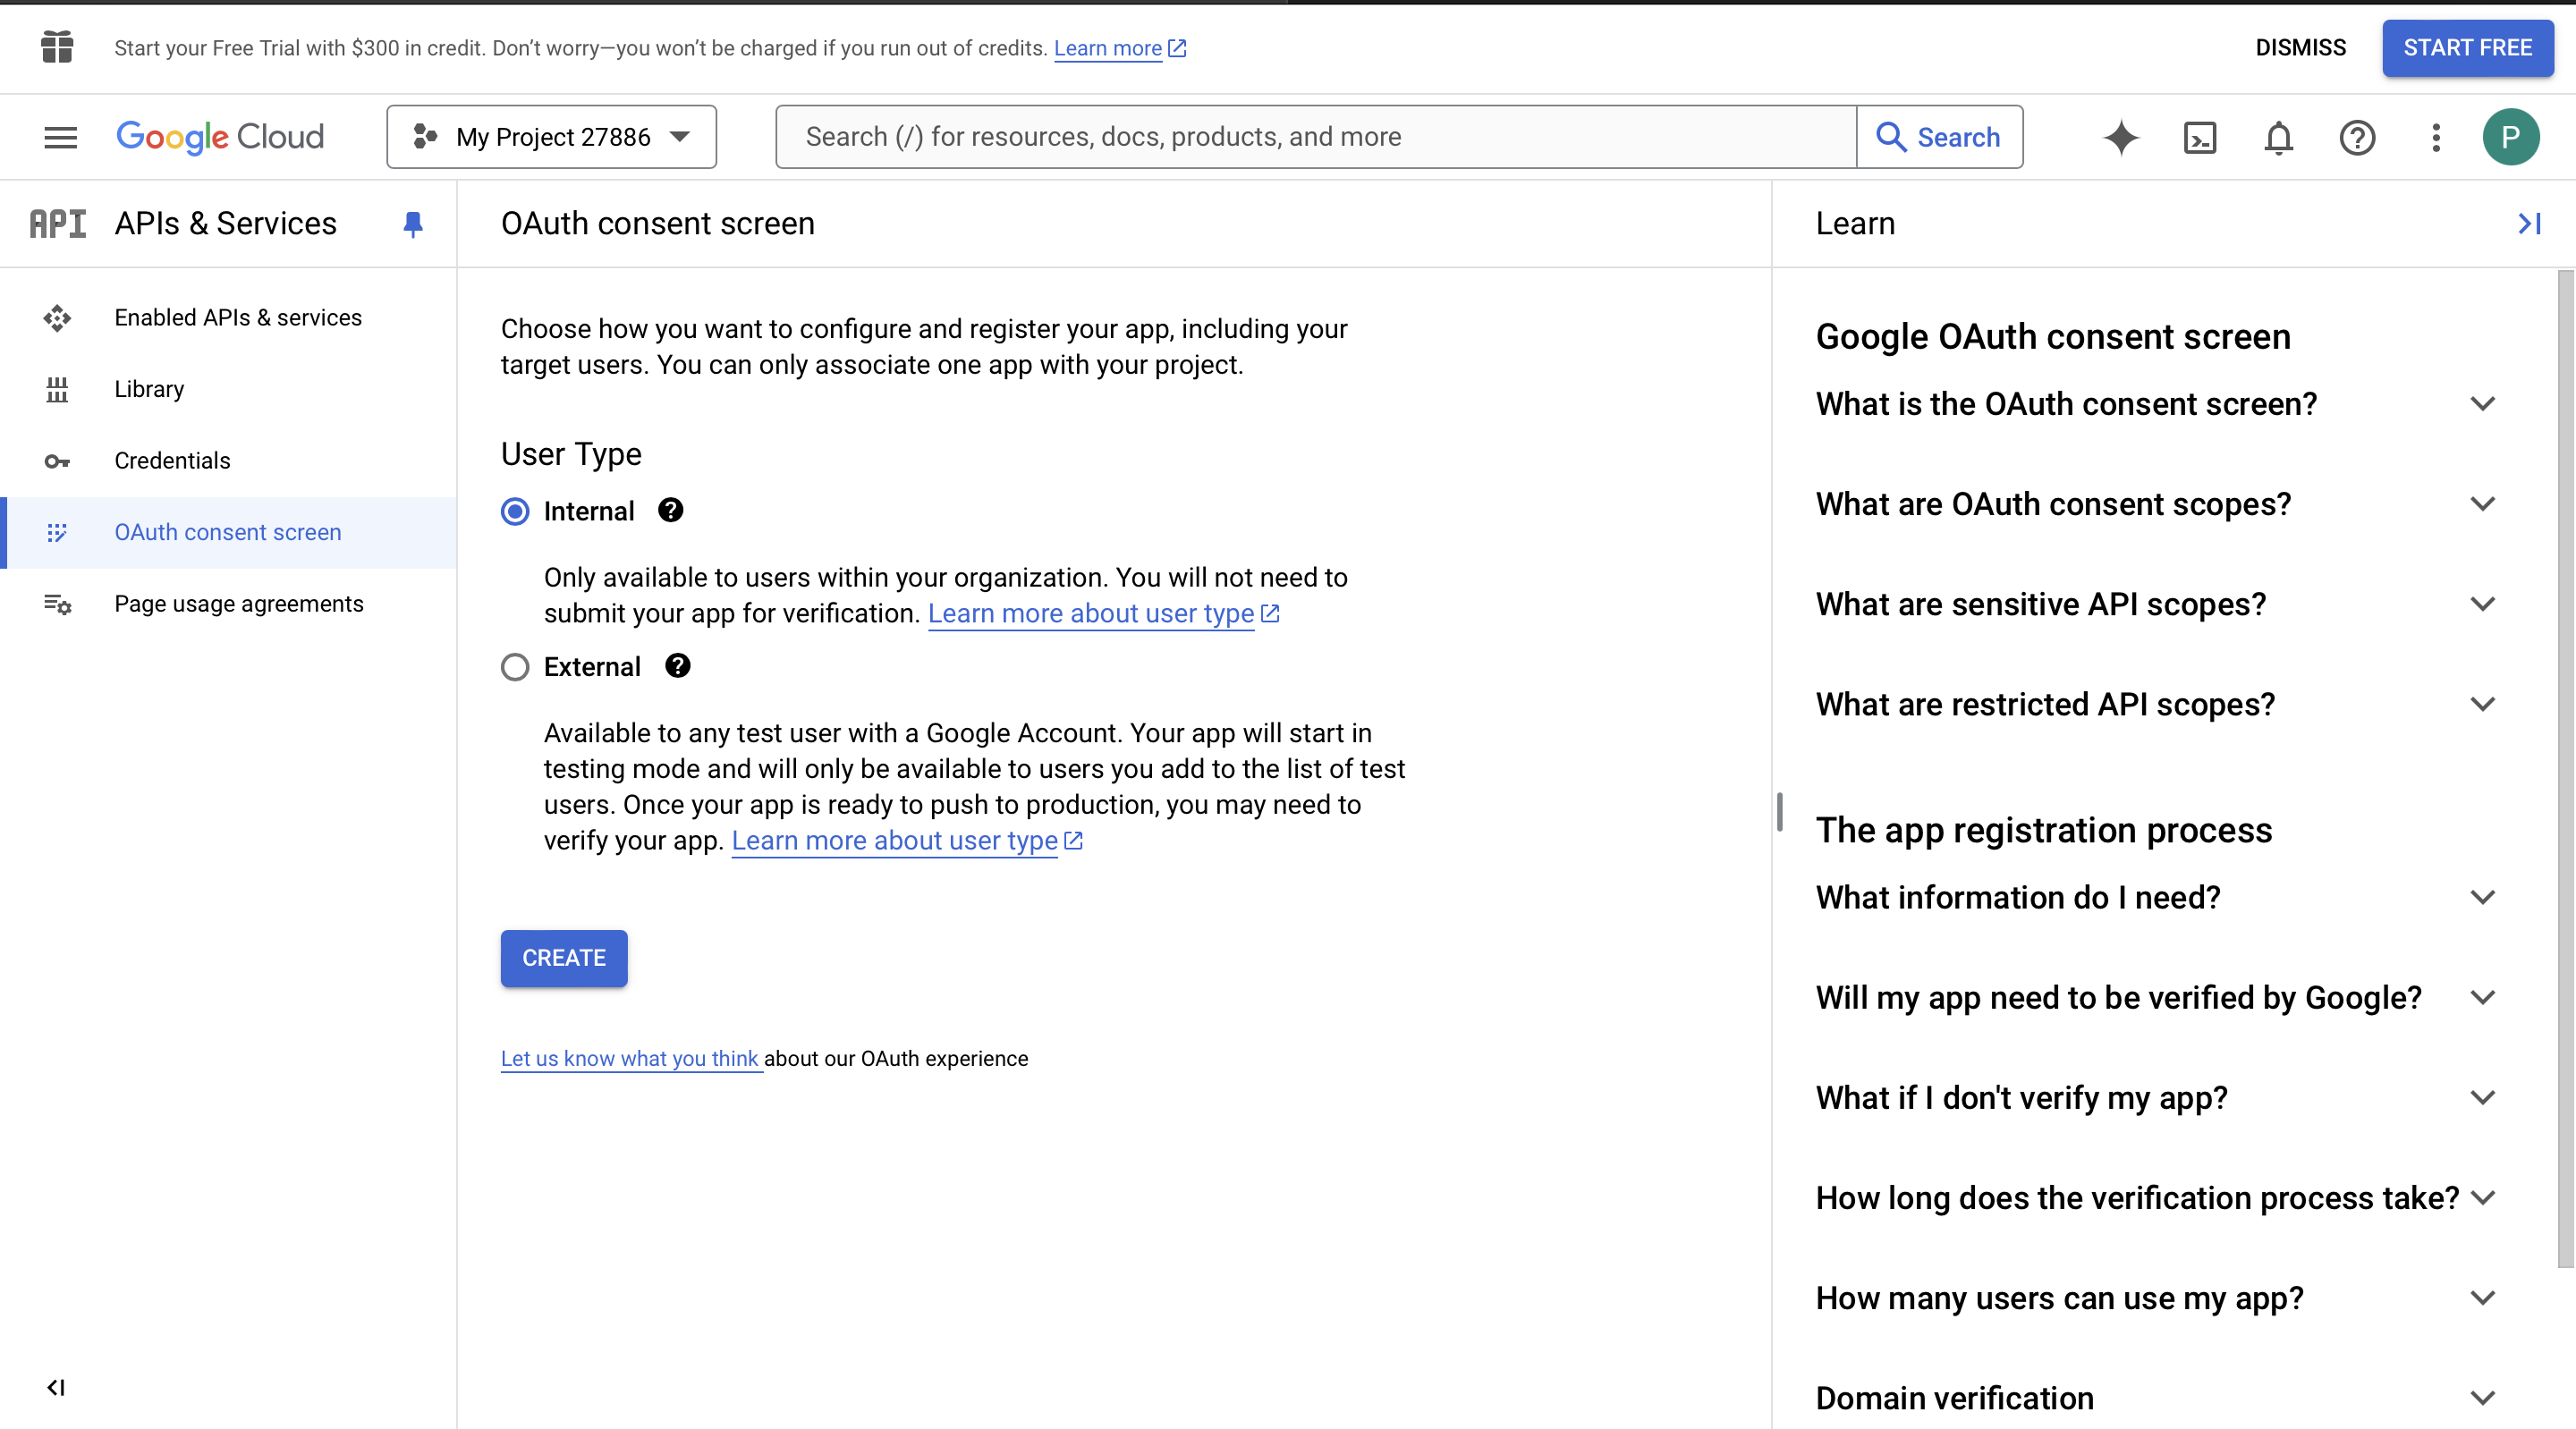 Start your Free Trial with $300 in credit. Don’t worry—you won’t be charged if you run out of credits. Learn more
DISMISS
START FREE
Google Cloud
My Project 27886
Search (/) for resources, docs, products, and more
Search
P
API
APIs & Services
Enabled APIs & services
Library
Credentials
OAuth consent screen
Page usage agreements
OAuth consent screen
Choose how you want to configure and register your app, including your
target users. You can only associate one app with your project.
User Type
Internal
Only available to users within your organization. You will not need to
submit your app for verification. Learn more about user type
External
Available to any test user with a Google Account. Your app will start in
testing mode and will only be available to users you add to the list of test
users. Once your app is ready to push to production, you may need to
verify your app. Learn more about user type
CREATE
Let us know what you think about our OAuth experience
Learn
Google OAuth consent screen
What is the OAuth consent screen?
What are OAuth consent scopes?
What are sensitive API scopes?
What are restricted API scopes?
The app registration process
What information do I need?
Will my app need to be verified by Google?
What if I don't verify my app?
How long does the verification process take?
How many users can use my app?
Domain verification